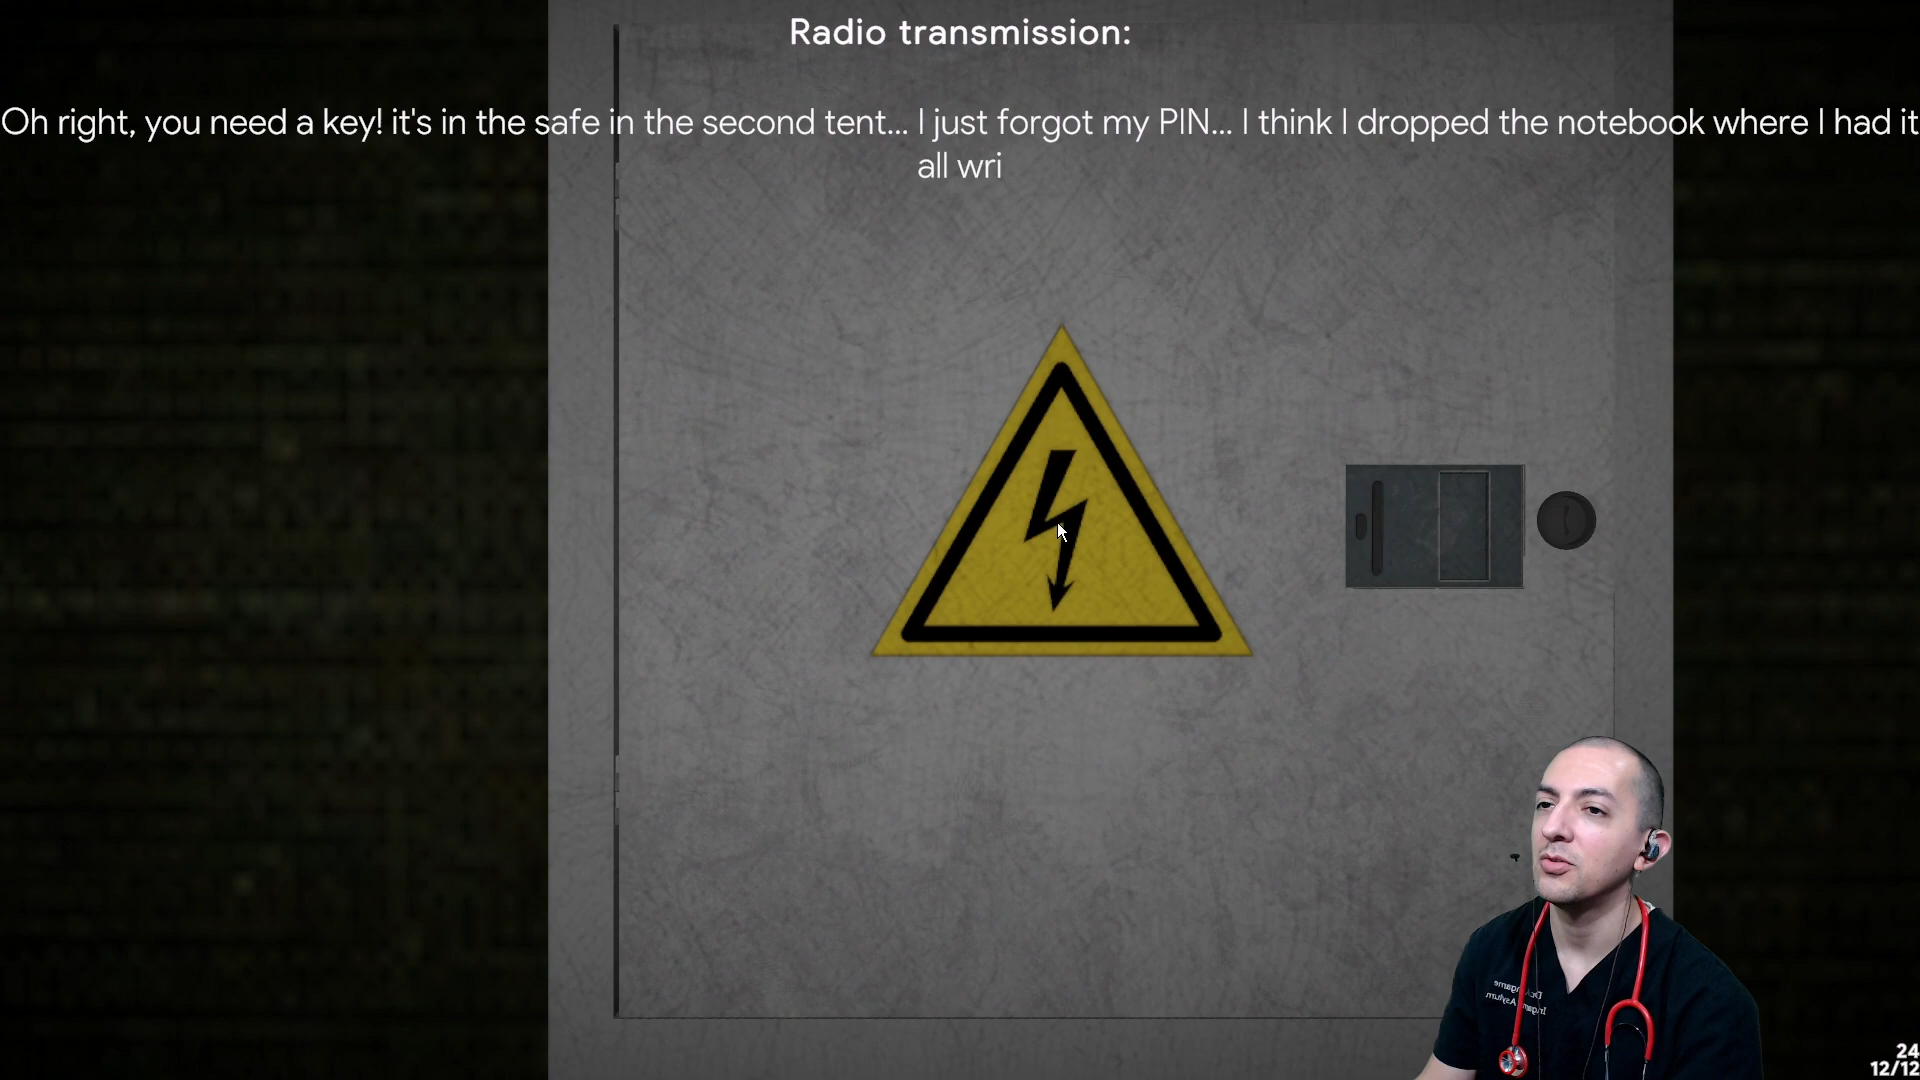 Radio transmission:
Oh right, you need a key! it's in the safe in the second tent... I just forgot my PIN... I think I dropped the notebook where I had it
all wri
24
12/12